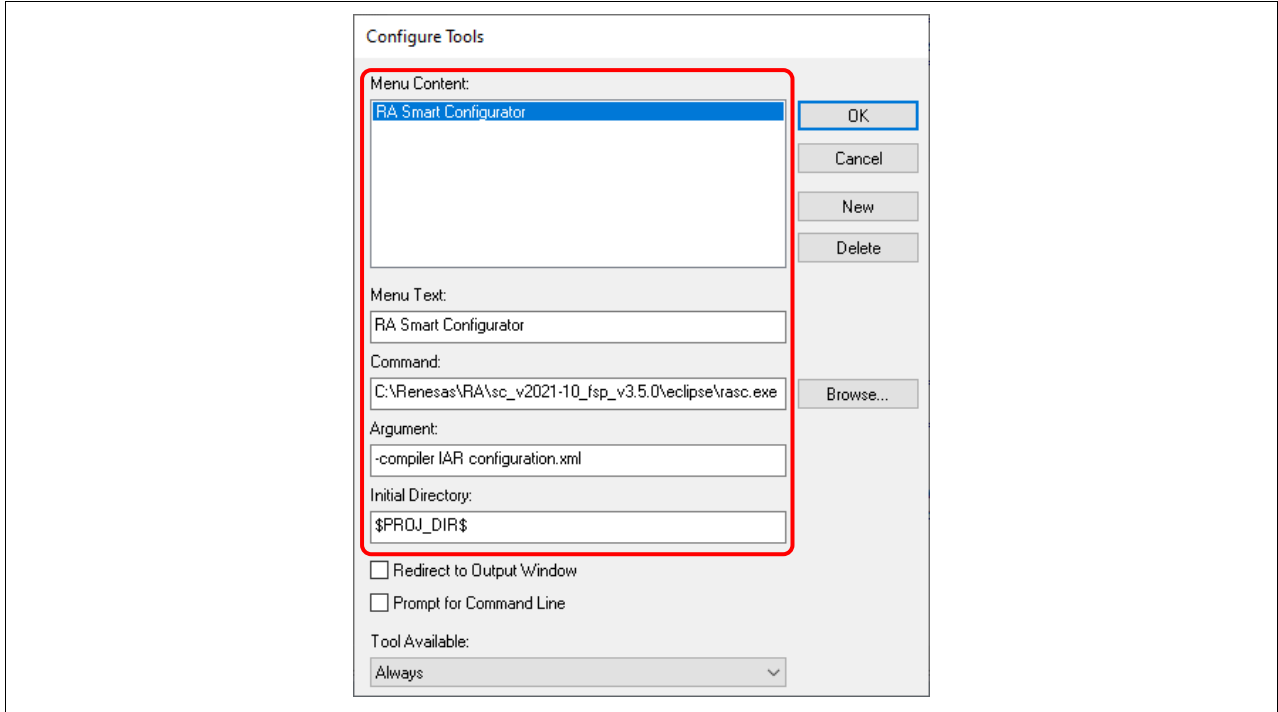 Configure Tools
Menu Content:
RA Smart Configurator
OK
Cancel
New
Delete
Menu Text:
RA Smart Configurator
Command:
C:\Renesas\RA\sc_v2021-10_fsp_v3.5.0\eclipse\rasc.exe
Browse...
Argument:
-compiler IAR configuration.xml
Initial Directory:
$PROJ_DIR$
Redirect to Output Window
Prompt for Command Line
Tool Available:
Always